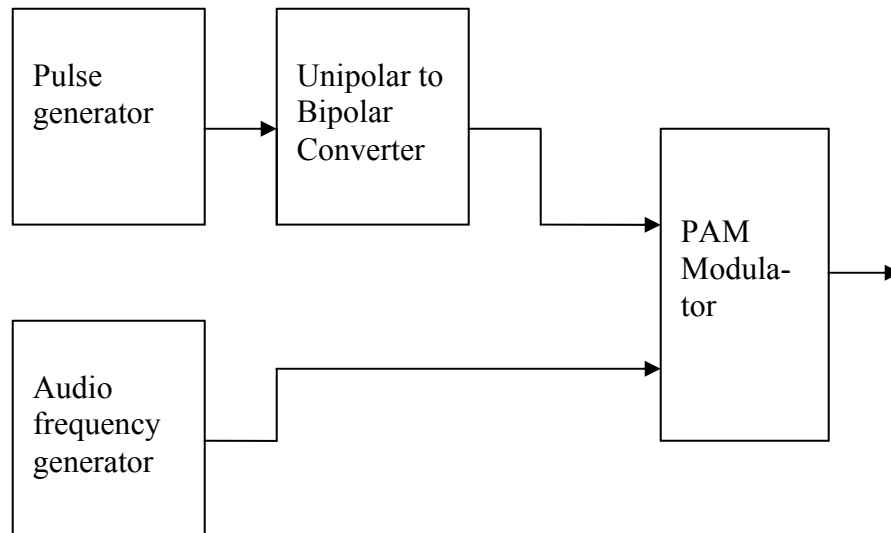 Pulse
generator
Unipolar to
Bipolar
Converter
PAM
Modula-
tor
Audio
frequency
generator